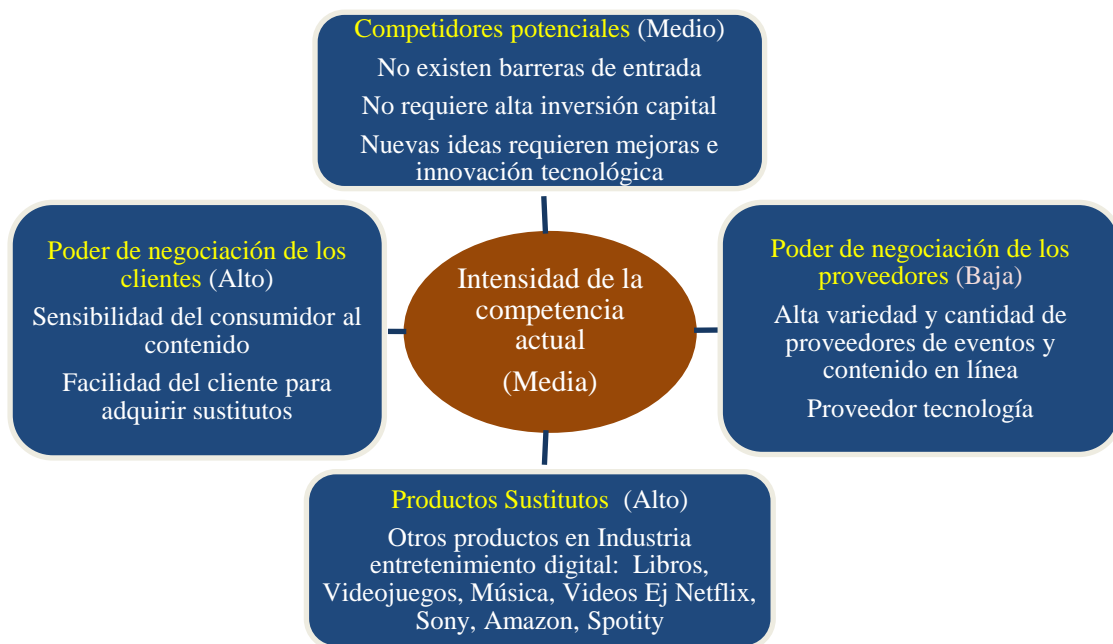 Competidores potenciales (Medio)
No existen barreras de entrada
No requiere alta inversión capital
Nuevas ideas requieren mejoras e
innovación tecnológica
Poder de negociación de los
clientes (Alto)
Sensibilidad del consumidor al
contenido
Facilidad del cliente para
adquirir sustitutos
Intensidad de la
competencia
actual
(Media)
Poder de negociación de los
proveedores (Baja)
Alta variedad y cantidad de
proveedores de eventos y
contenido en línea
Proveedor tecnología
Productos Sustitutos (Alto)
Otros productos en Industria
entretenimiento digital: Libros,
Videojuegos, Música, Videos Ej Netflix,
Sony, Amazon, Spotity